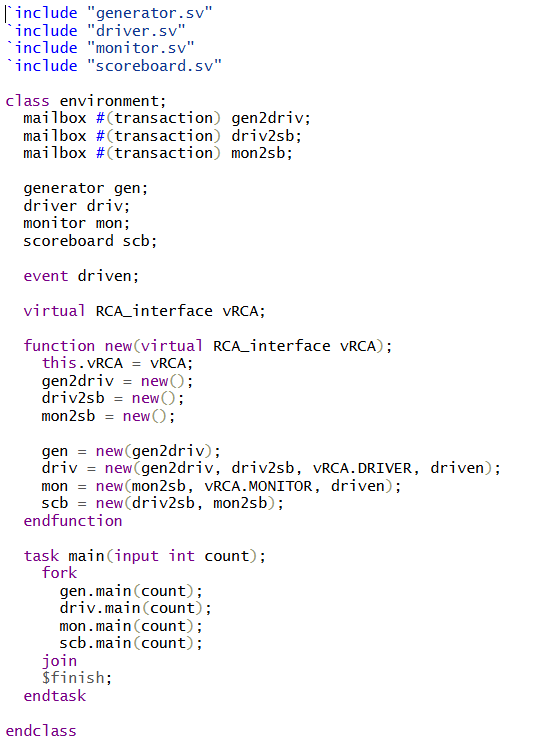 `include "generator.sv"
`include "driver.sv"
`include "monitor.sv"
`include "scoreboard.sv"

class environment;
  mailbox #(transaction) gen2driv;
  mailbox #(transaction) driv2sb;
  mailbox #(transaction) mon2sb;

  generator gen;
  driver driv;
  monitor mon;
  scoreboard scb;

  event driven;

  virtual RCA_interface vRCA;

  function new(virtual RCA_interface vRCA);
    this.vRCA = vRCA;
    gen2driv = new();
    driv2sb = new();
    mon2sb = new();

    gen = new(gen2driv);
    driv = new(gen2driv, driv2sb, vRCA.DRIVER, driven);
    mon = new(mon2sb, vRCA.MONITOR, driven);
    scb = new(driv2sb, mon2sb);
  endfunction

  task main(input int count);
    fork
      gen.main(count);
      driv.main(count);
      mon.main(count);
      scb.main(count);
    join
    $finish;
  endtask

endclass